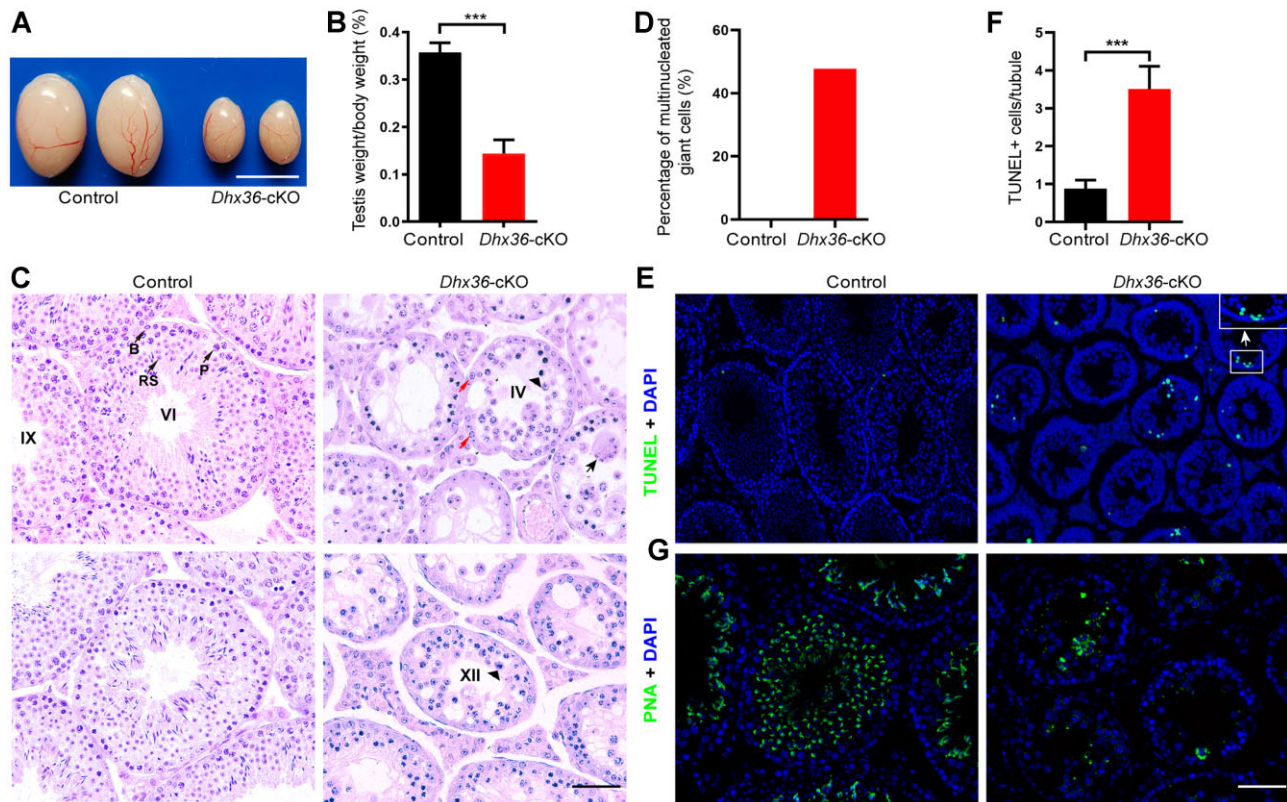 A
Control
Dhx36-cKO
B
Testis weight/body weight (%)
0.4
0.3
0.2
0.1
0.0
***
Control
Dhx36-cKO
D
Percentage of multinucleated
giant cells (%)
60
40
20
0
Control
Dhx36-cKO
F
TUNEL+ cells/tubule
5
4
3
2
1
0
***
Control
Dhx36-cKO
C
Control
Dhx36-cKO
B
P
RS
VI
IX
IV
XII
E
Control
Dhx36-cKO
TUNEL + DAPI
G
PNA + DAPI